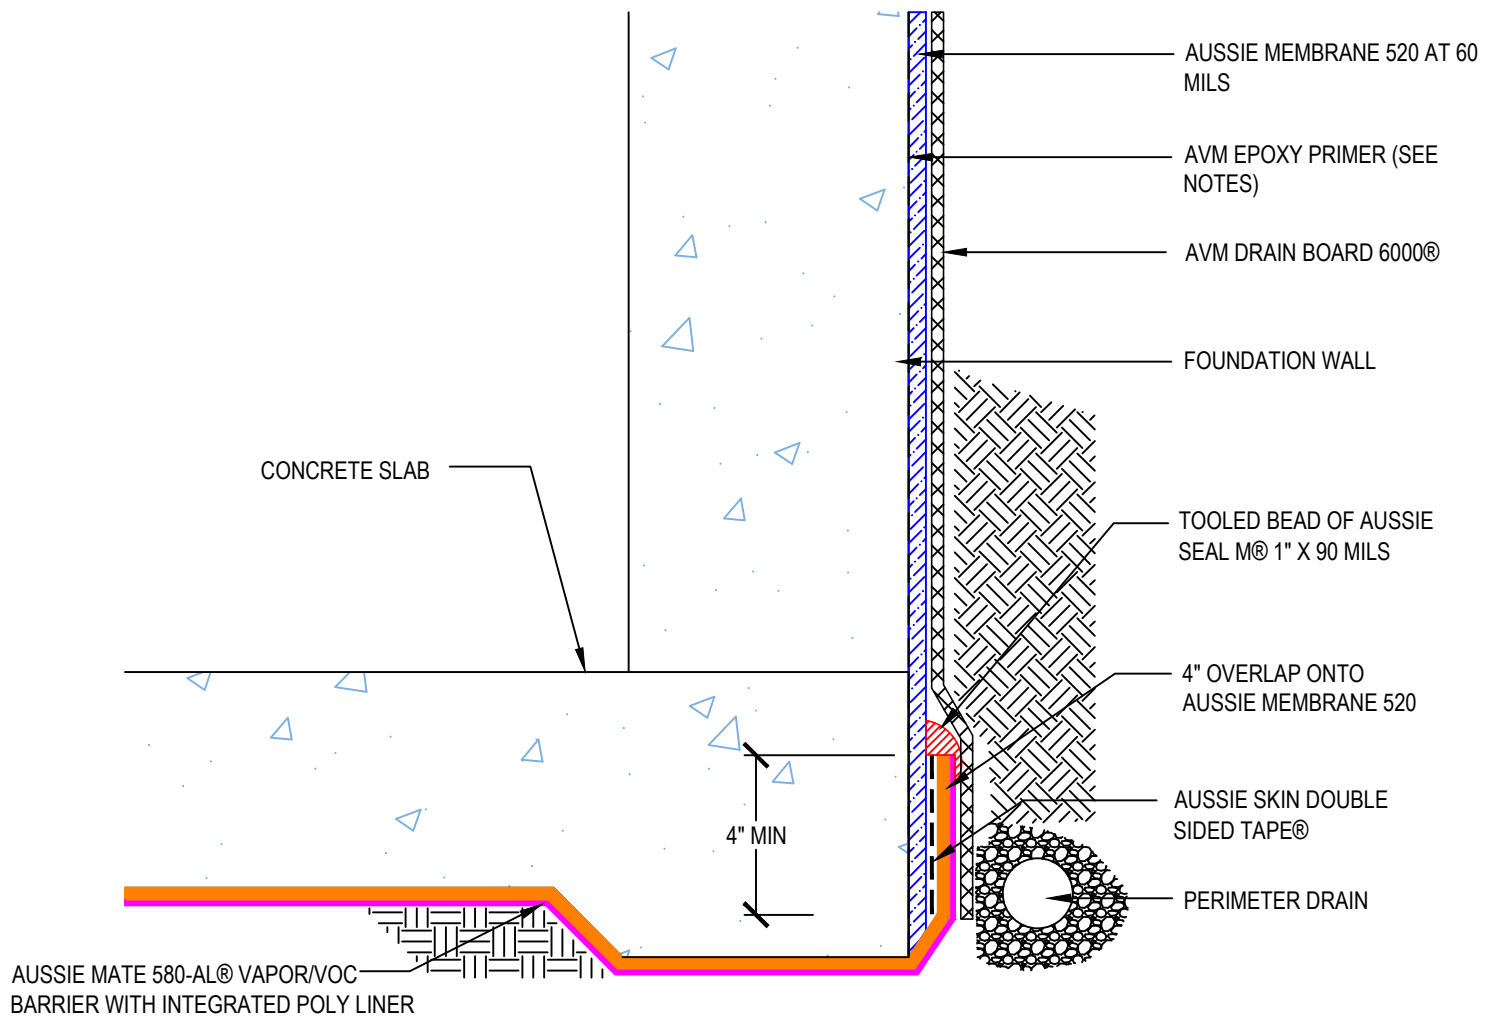 AUSSIE MEMBRANE 520 AT 60
MILS
AVM EPOXY PRIMER (SEE
NOTES)
AVM DRAIN BOARD 6000®
FOUNDATION WALL
CONCRETE SLAB
TOOLED BEAD OF AUSSIE
SEAL M® 1" X 90 MILS
4" OVERLAP ONTO
AUSSIE MEMBRANE 520
AUSSIE SKIN DOUBLE
SIDED TAPE®
4" MIN
PERIMETER DRAIN
AUSSIE MATE 580-AL® VAPOR/VOC
BARRIER WITH INTEGRATED POLY LINER